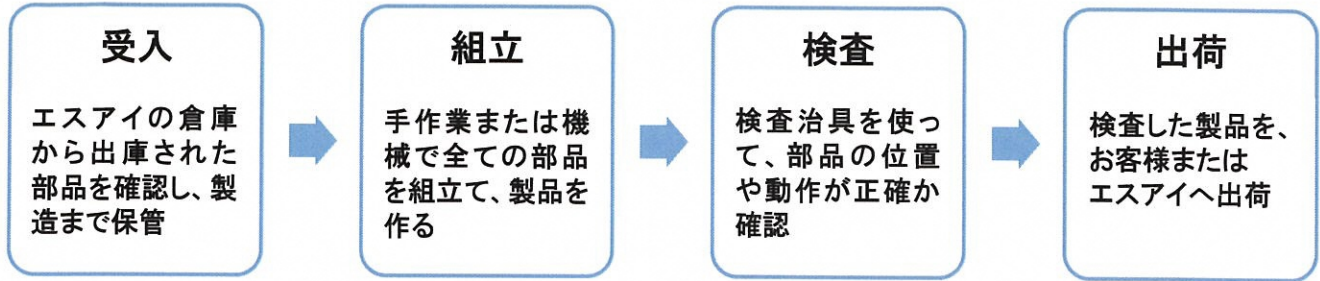 受入
エスアイの倉庫
から出庫された
部品を確認し、製
造まで保管
組立
手作業または機
械で全ての部品
を組立て、製品を
作る
検査
検査治具を使っ
て、部品の位置
や動作が正確か
確認
出荷
検査した製品を、
お客様または
エスアイへ出荷